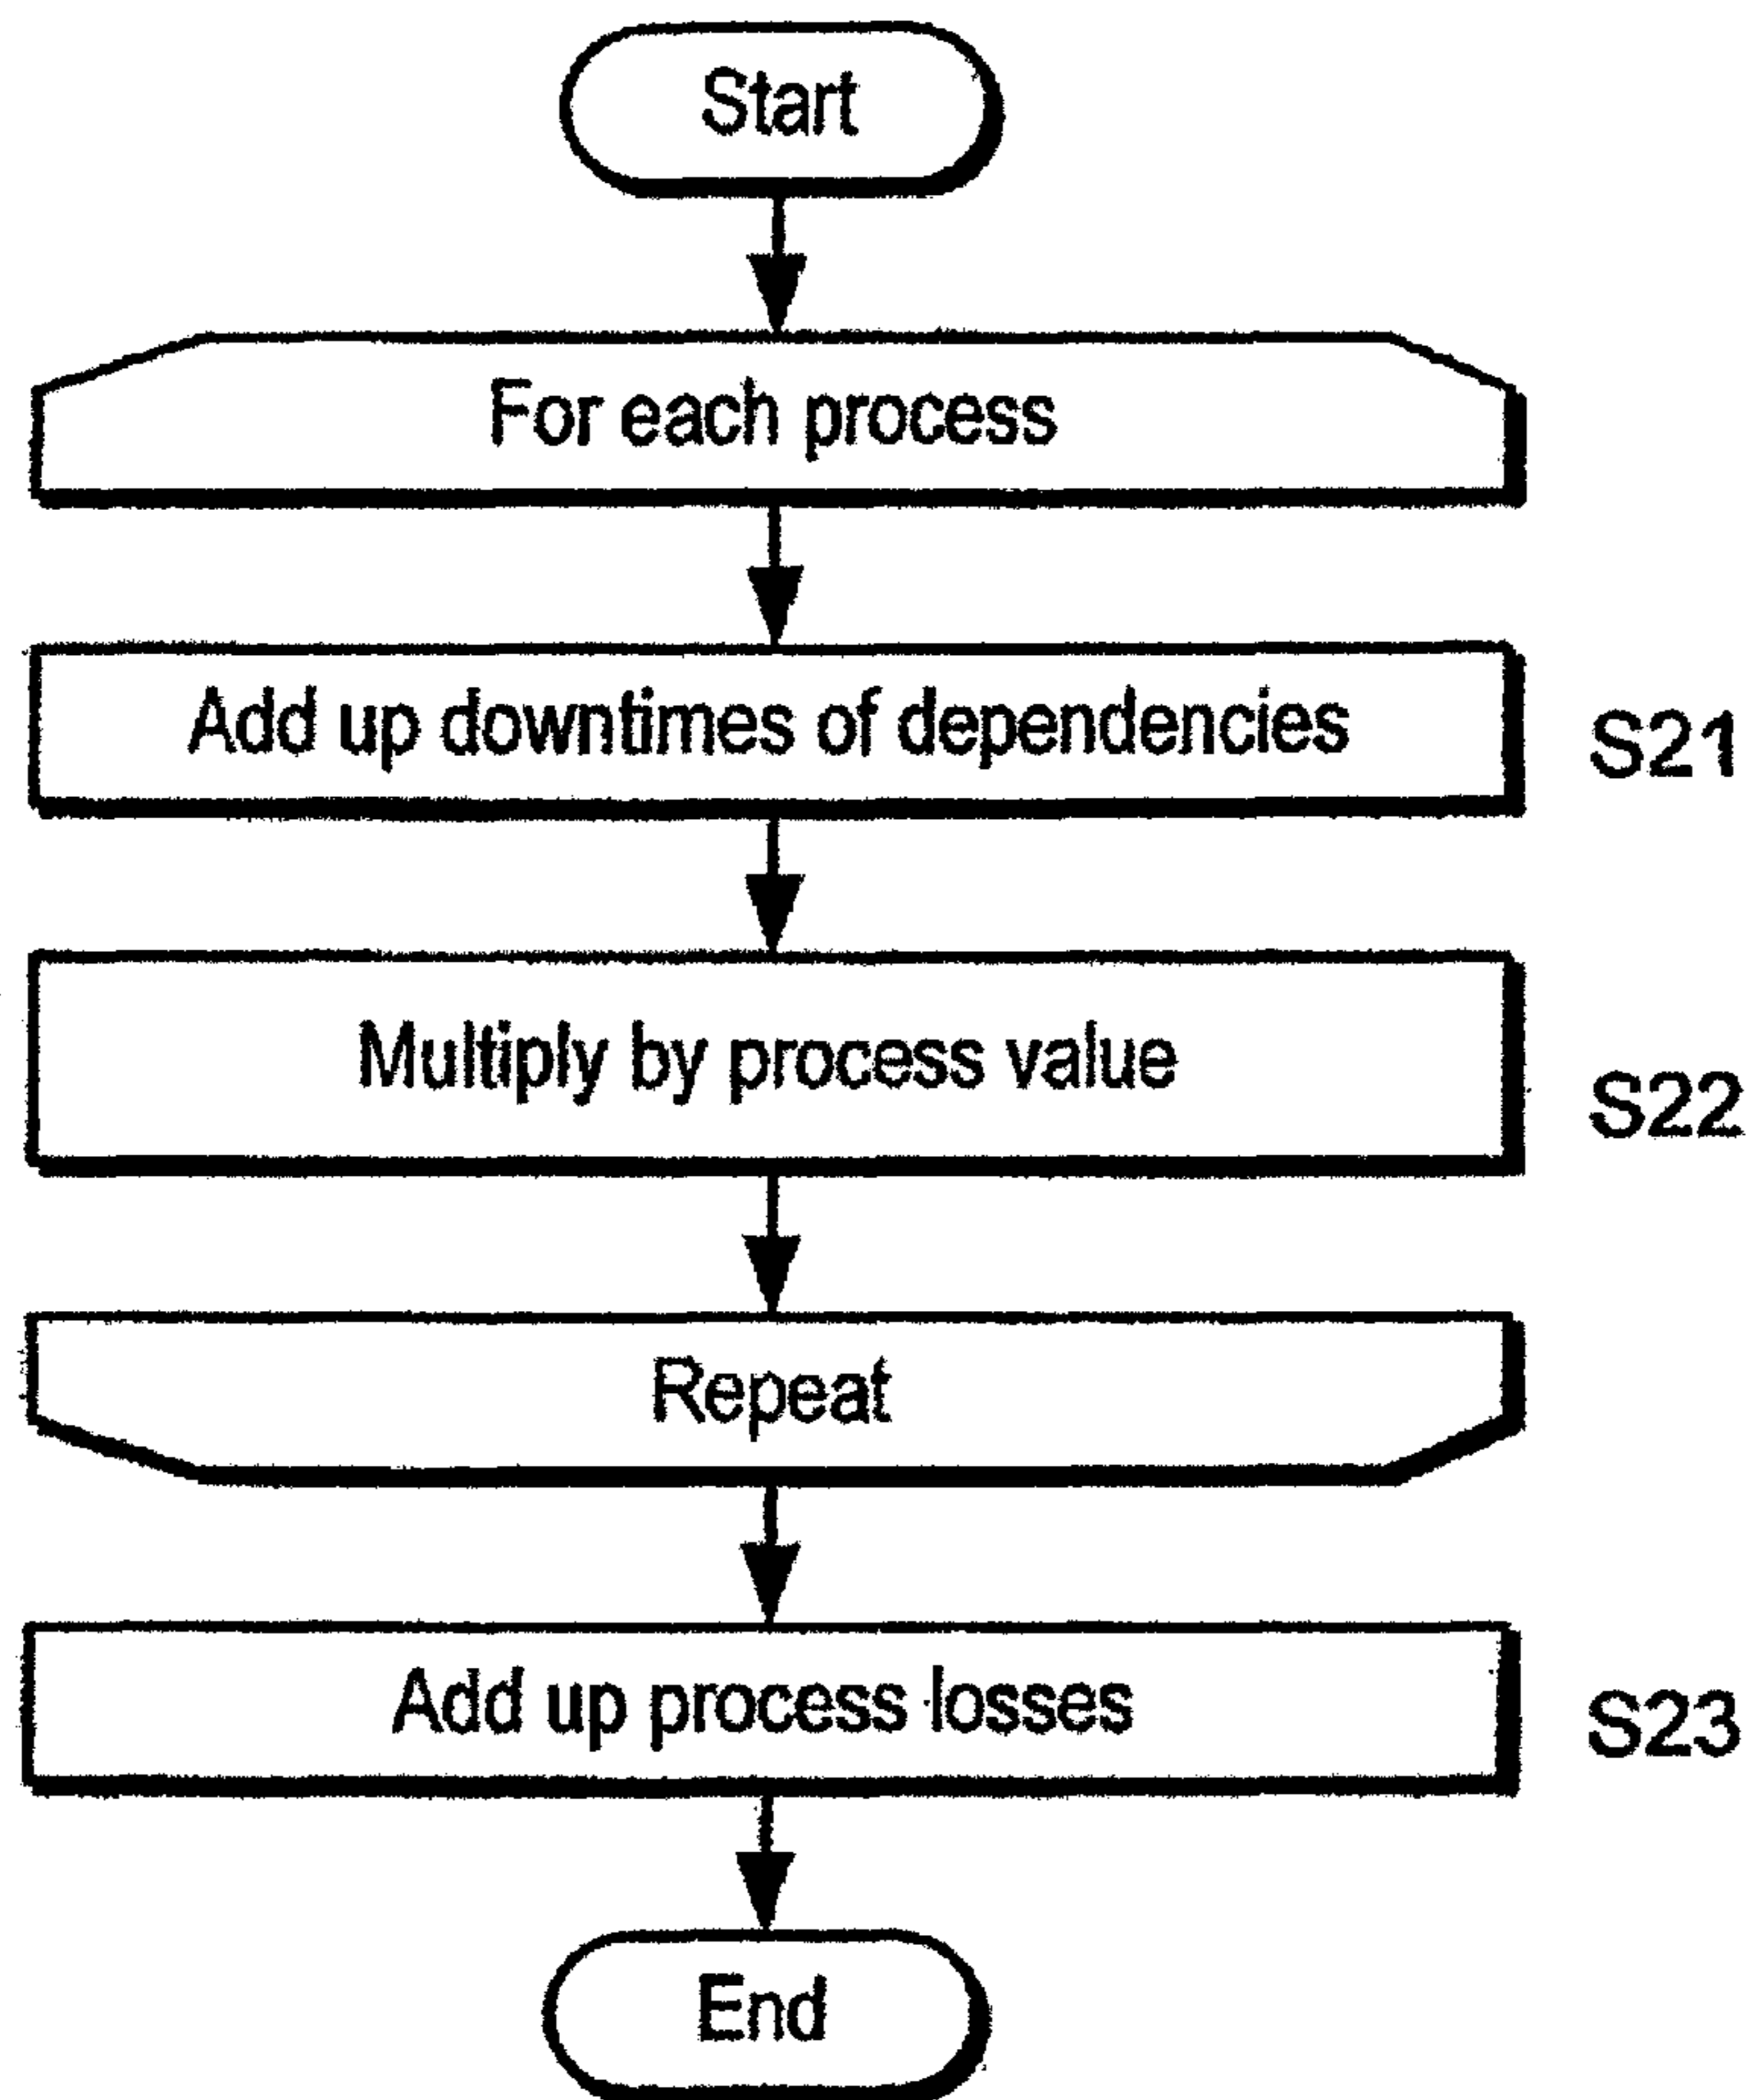 Start
For each process
Add up downtimes of dependencies
S21
Multiply by process value
S22
Repeat
Add up process losses
S23
End